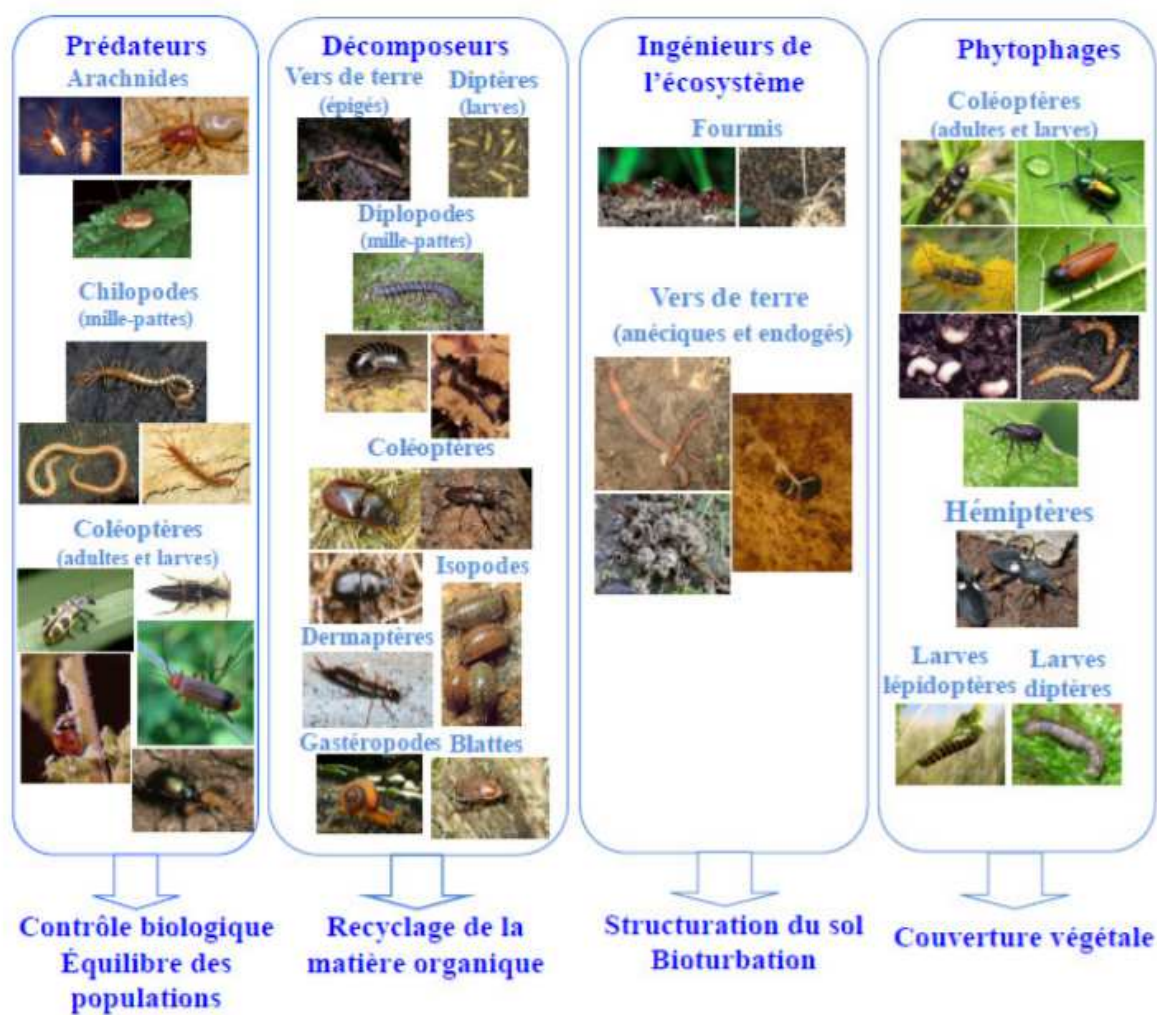 Prédateurs
Arachnides
Chilopodes
(mille-pattes)
Coléoptères
(adultes et larves)
Contrôle biologique
Équilibre des
populations
Décomposeurs
Vers de terre
(épigés)
Diptères
(larves)
Diplopodes
(mille-pattes)
Coléoptères
Isopodes
Dermaptères
Gastéropodes
Blattes
Recyclage de la
matière organique
Ingénieurs de
l'écosystème
Fourmis
Vers de terre
(anéciques et endogés)
Structuration du sol
Bioturbation
Phytophages
Coléoptères
(adultes et larves)
Hémiptères
Larves
lépidoptères
Larves
diptères
Couverture végétale